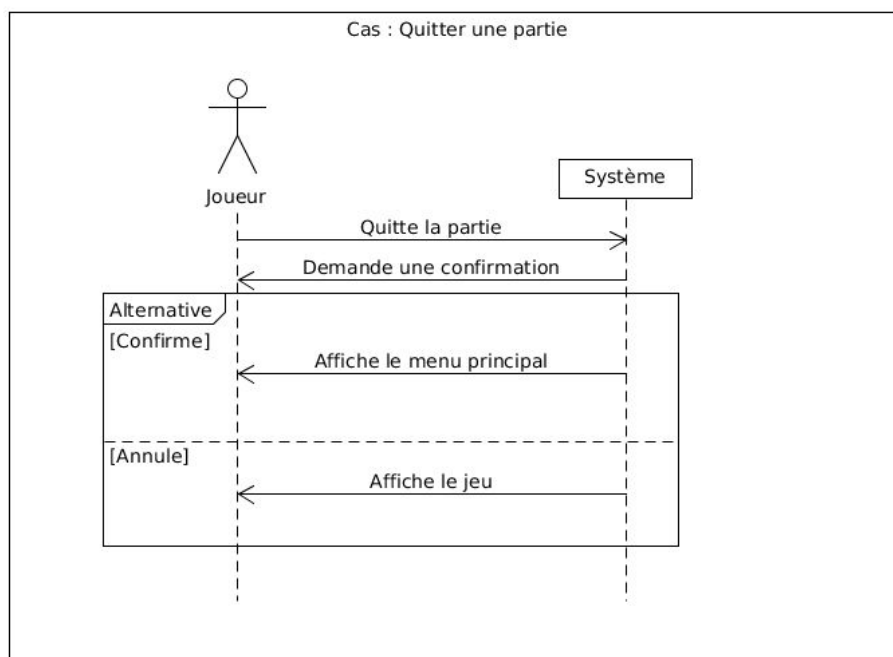 Cas : Quitter une partie
Joueur
Système
Quitte la partie
Demande une confirmation
Alternative
[Confirme]
Affiche le menu principal
[Annule]
Affiche le jeu